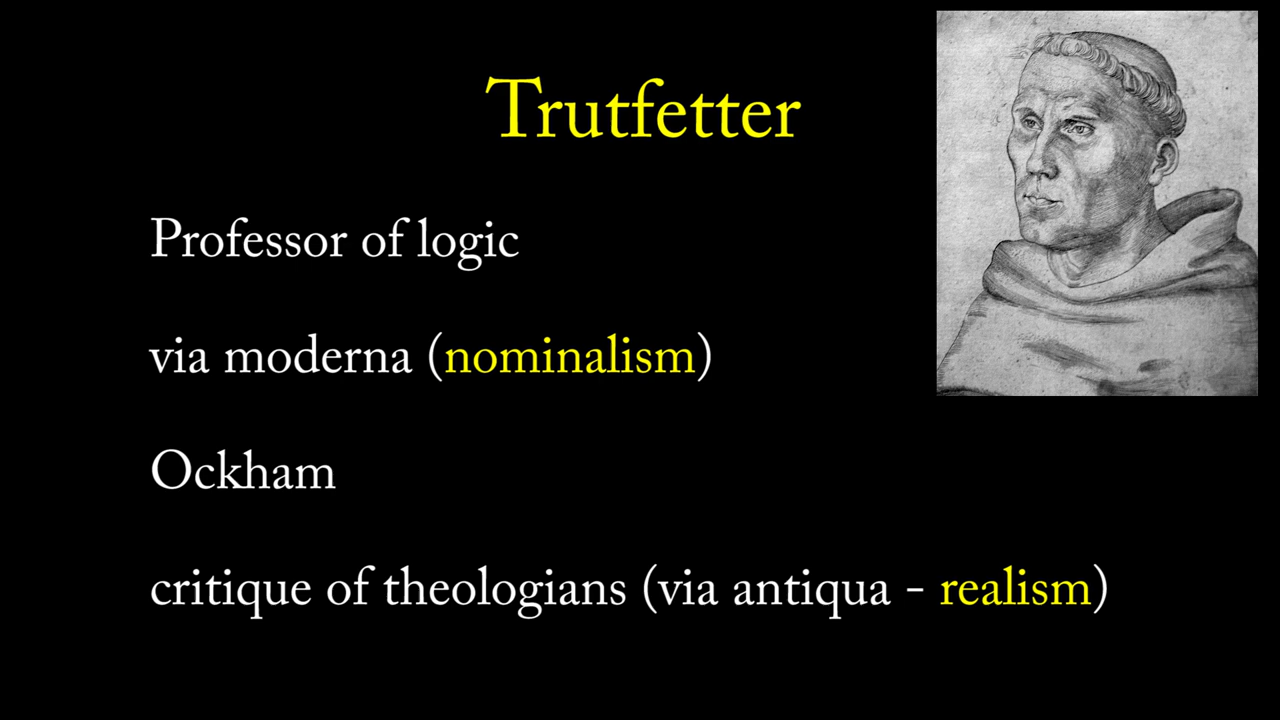 Trutfetter
Professor of logic
via moderna (nominalism)
Ockham
critique of theologians (via antiqua - realism)